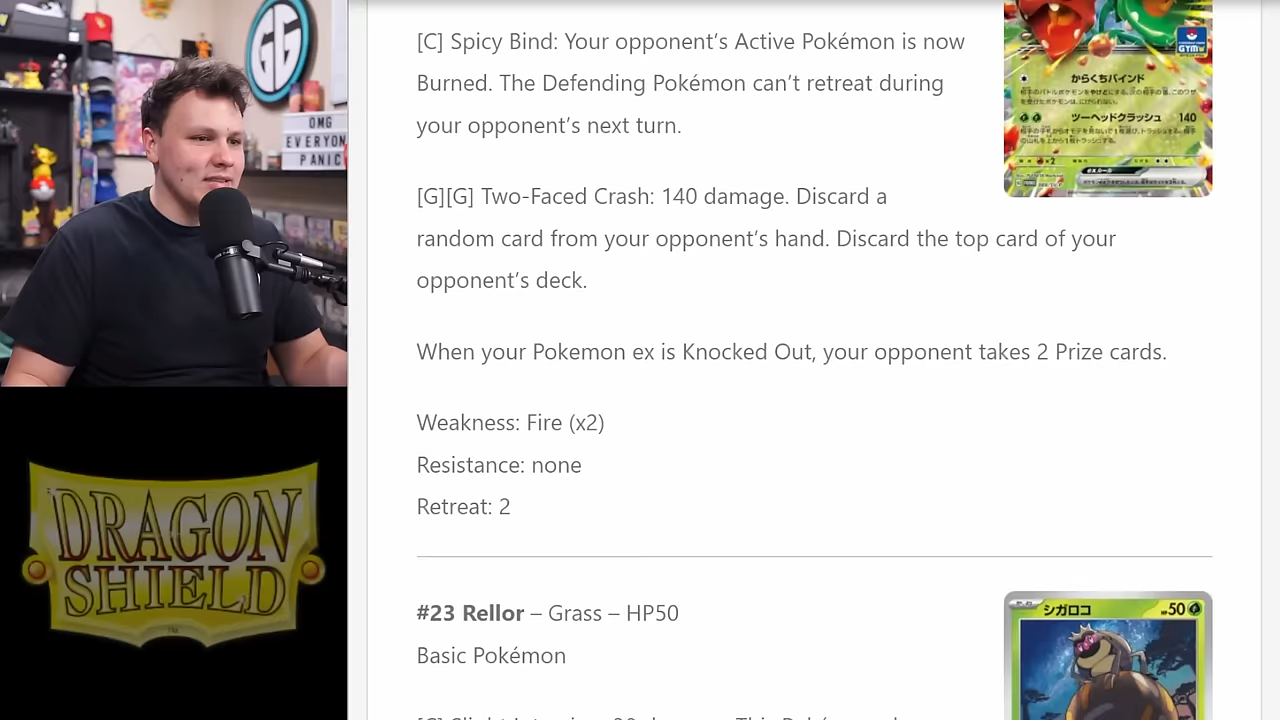 GG
OMG
EVERYON
PANIC
DRAGON
SHIELD
[C] Spicy Bind: Your opponent’s Active Pokémon is now
Burned. The Defending Pokémon can’t retreat during
your opponent’s next turn.
[G][G] Two-Faced Crash: 140 damage. Discard a
random card from your opponent’s hand. Discard the top card of your
opponent’s deck.
When your Pokemon ex is Knocked Out, your opponent takes 2 Prize cards.
Weakness: Fire (x2)
Resistance: none
Retreat: 2
GYM
からくちバインド
ツーヘッドクラッシュ 140
#23 Rellor – Grass – HP50
Basic Pokémon
シガロコ HP 50